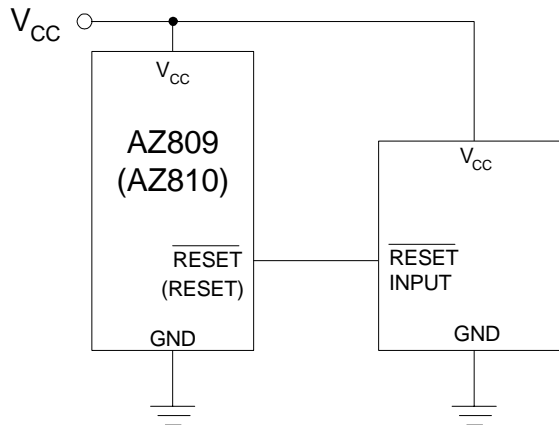 VCC
VCC
AZ809
(AZ810)
RESET
(RESET)
GND
VCC
RESET
INPUT
GND